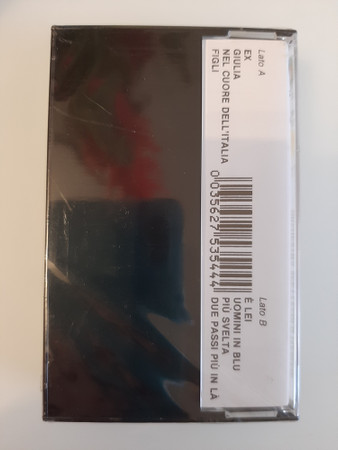 Lato A
EX
GIULIA
NEL CUORE DELL'ITALIA
FIGLI
0 035627 535444
Lato B
È LEI
UOMINI IN BLU
PIÙ SVELTA
DUE PASSI PIÙ IN LÀ